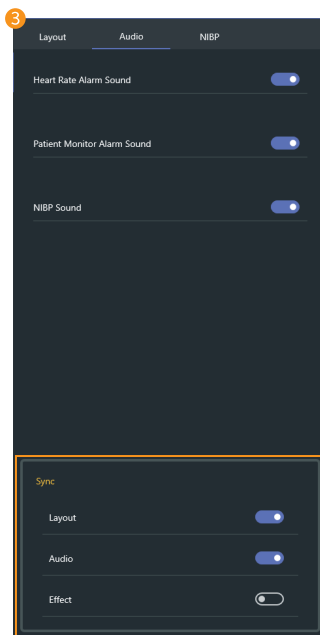 3
Layout Audio NIBP
Heart Rate Alarm Sound
Patient Monitor Alarm Sound
NIBP Sound
Sync
Layout
Audio
Effect